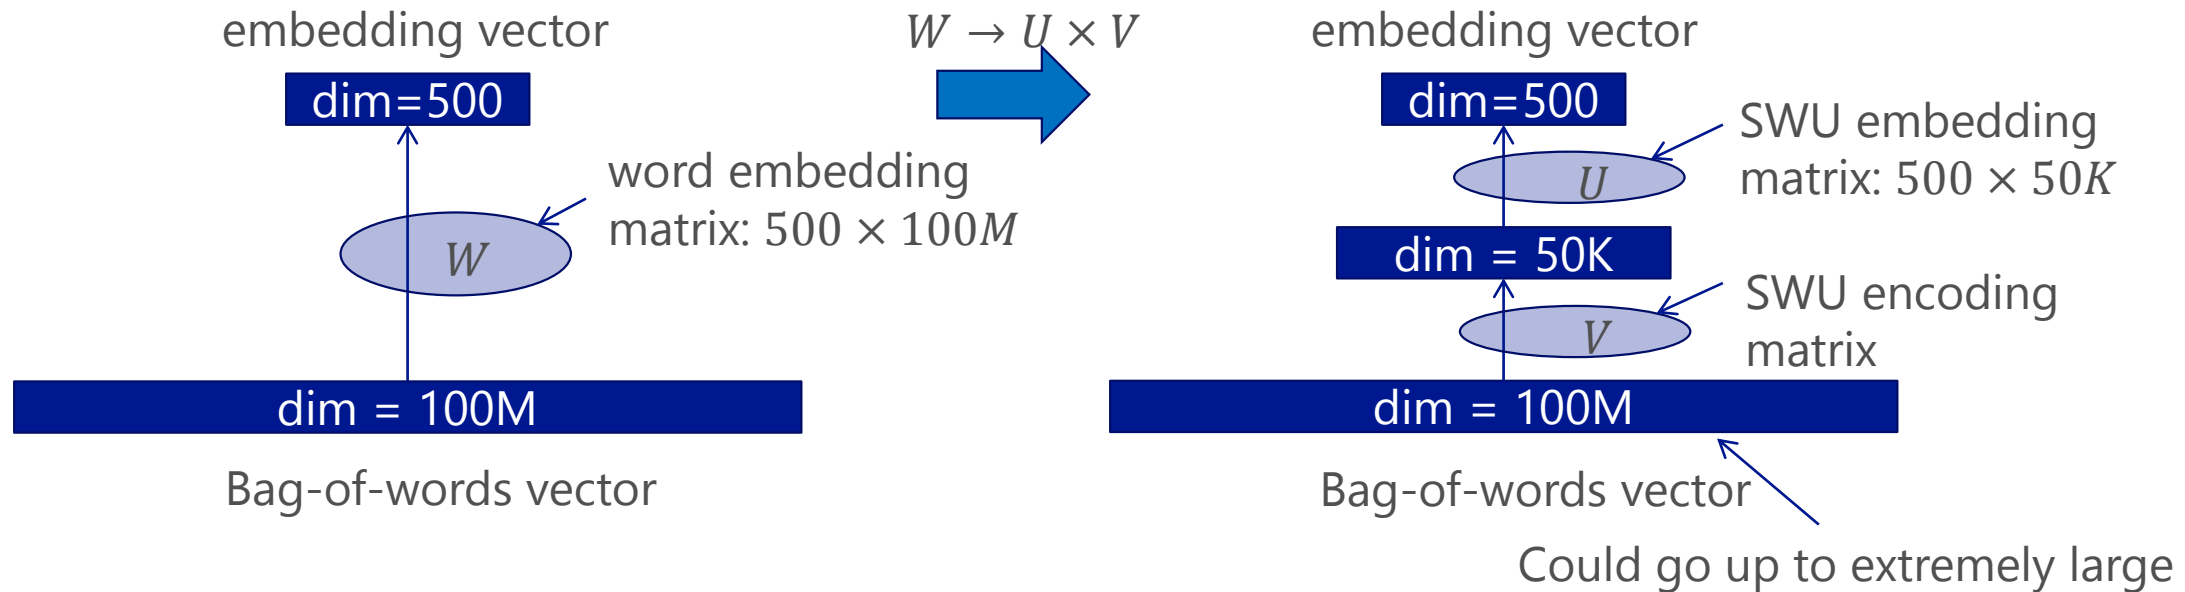 embedding vector
dim=500
word embedding
matrix: 500 × 100M
W
dim = 100M
Bag-of-words vector
W → U × V
embedding vector
dim=500
SWU embedding
matrix: 500 × 50K
U
dim = 50K
SWU encoding
matrix
V
dim = 100M
Bag-of-words vector
Could go up to extremely large